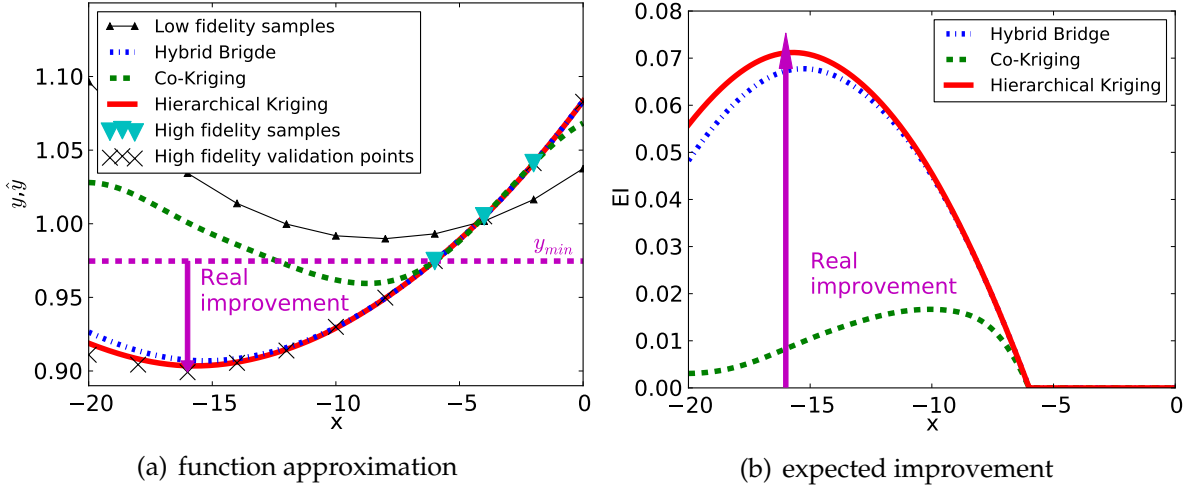 Low fidelity samples
Hybrid Brigde
Co-Kriging
Hierarchical Kriging
High fidelity samples
High fidelity validation points
1.10
1.05
1.00
0.95
0.90
y,ŷ
y_min
Real
improvement
−20
−15
−10
−5
0
x
(a) function approximation
Hybrid Bridge
Co-Kriging
Hierarchical Kriging
0.08
0.07
0.06
0.05
0.04
0.03
0.02
0.01
0.00
EI
Real
improvement
−20
−15
−10
−5
0
x
(b) expected improvement